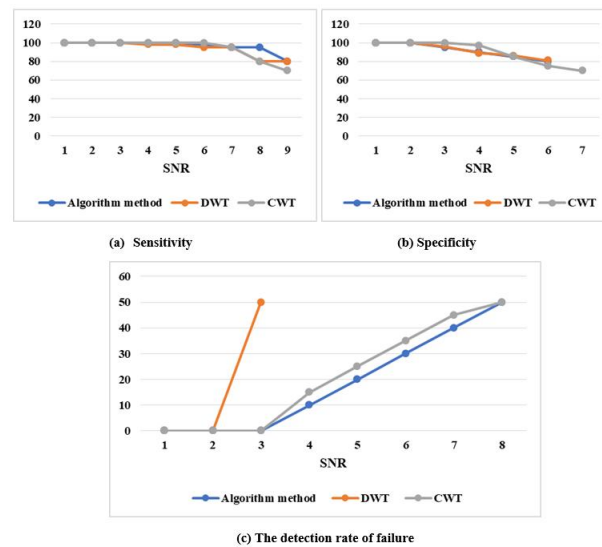 120
100
80
60
40
20
0
1 2 3 4 5 6 7 8 9
SNR
Algorithm method DWT CWT
(a) Sensitivity
120
100
80
60
40
20
0
1 2 3 4 5 6 7
SNR
Algorithm method DWT CWT
(b) Specificity
60
50
40
30
20
10
0
1 2 3 4 5 6 7 8
SNR
Algorithm method DWT CWT
(c) The detection rate of failure